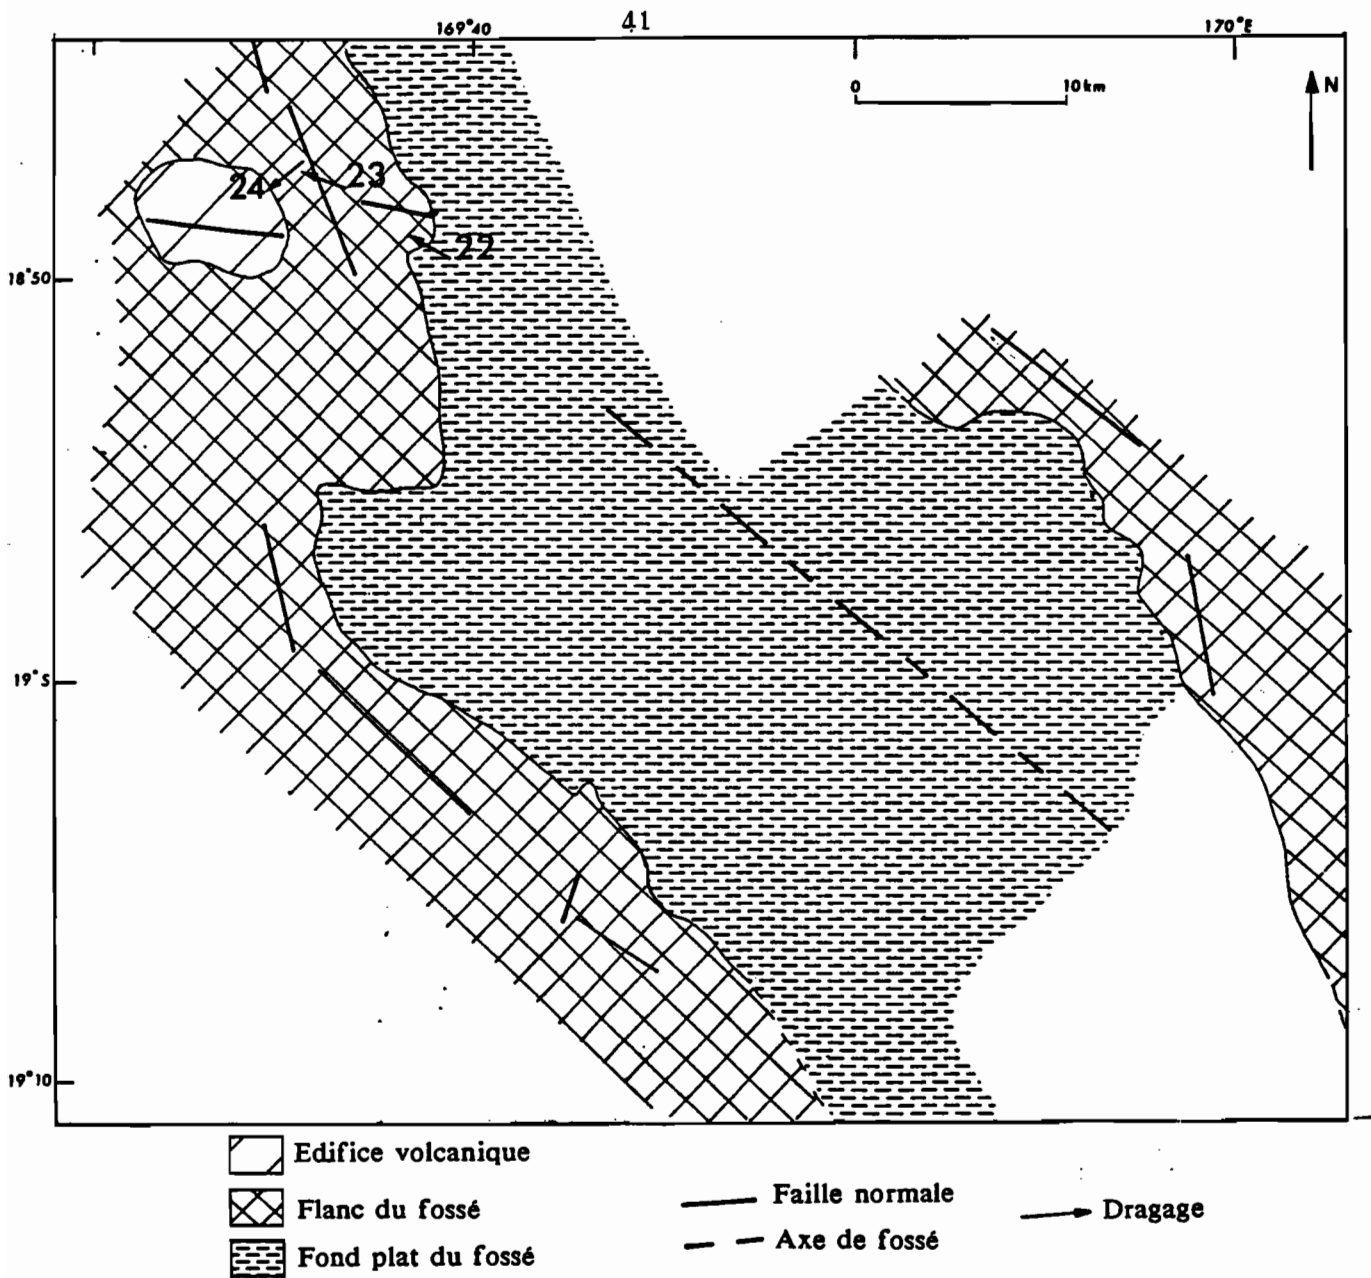 41
169°40
170°E
0 10km
N
24
23
22
18°50
19°S
19°10
Edifice volcanique
Flanc du fossé
Fond plat du fossé
Faille normale
Axe de fossé
Dragage